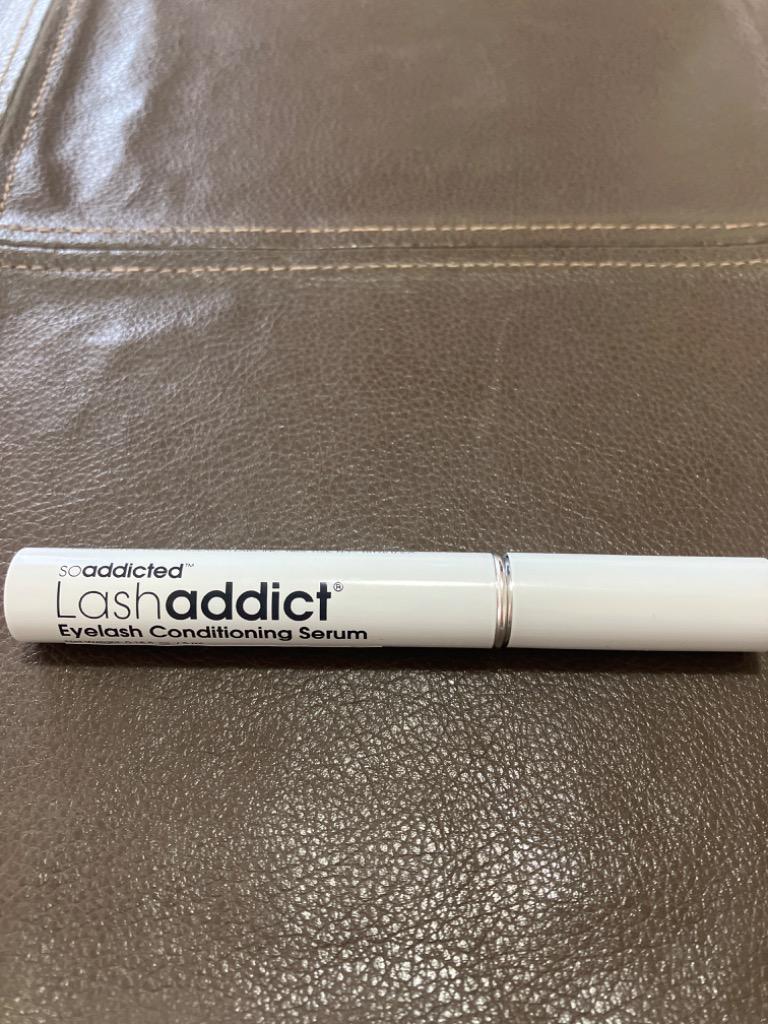 soaddicted™
Lashaddict®
Eyelash Conditioning Serum